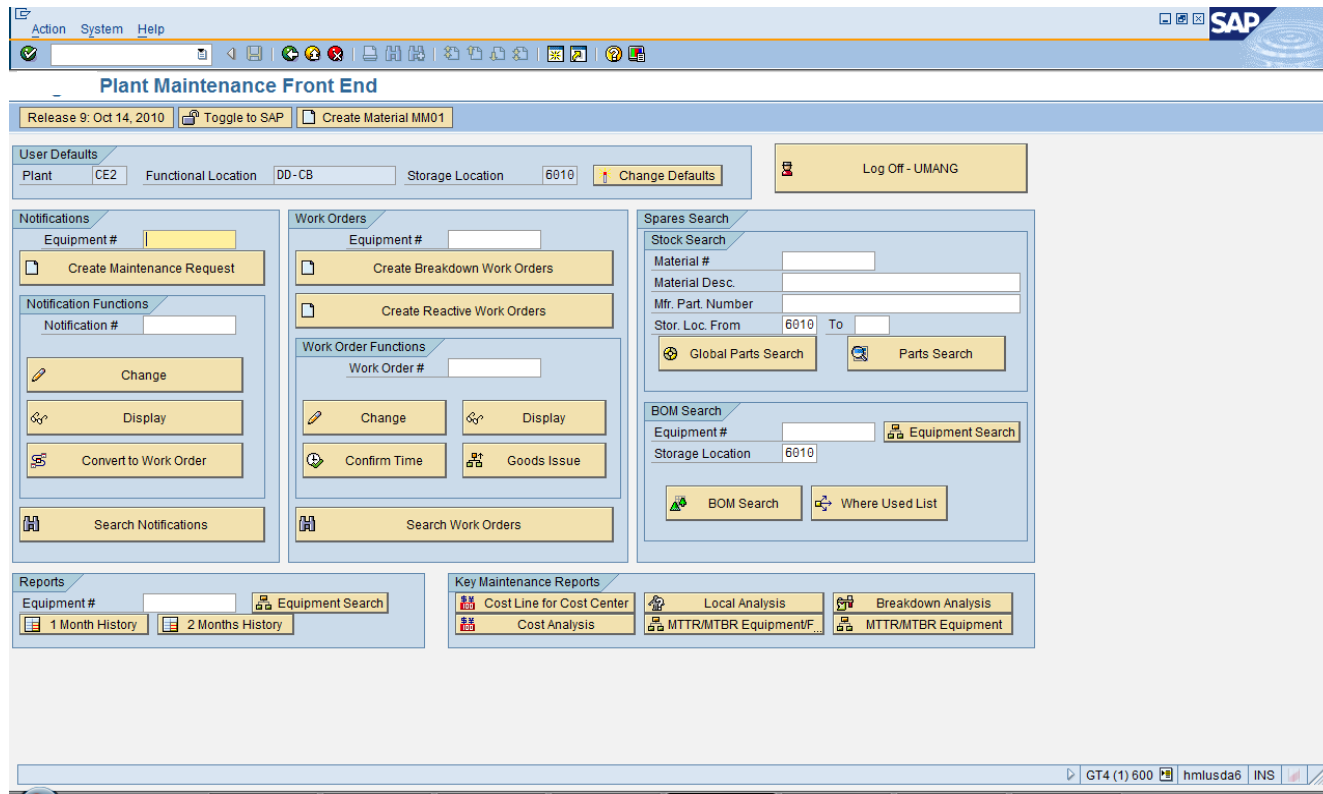 Action System Help
SAP
Plant Maintenance Front End
Release 9: Oct 14, 2010 Toggle to SAP Create Material MM01
User Defaults
Plant CE2 Functional Location DD-CB Storage Location 6010 Change Defaults
Log Off - UMANG
Notifications
Equipment #
Create Maintenance Request
Notification Functions
Notification #
Change
Display
Convert to Work Order
Search Notifications
Work Orders
Equipment #
Create Breakdown Work Orders
Create Reactive Work Orders
Work Order Functions
Work Order #
Change Display
Confirm Time Goods Issue
Search Work Orders
Spares Search
Stock Search
Material #
Material Desc.
Mfr. Part. Number
Stor. Loc. From 6010 To
Global Parts Search Parts Search
BOM Search
Equipment # Equipment Search
Storage Location 6010
BOM Search Where Used List
Reports
Equipment # Equipment Search
1 Month History 2 Months History
Key Maintenance Reports
Cost Line for Cost Center Local Analysis Breakdown Analysis
Cost Analysis MTTR/MTBR Equipment/F... MTTR/MTBR Equipment
GT4 (1) 600 hmlusda6 INS